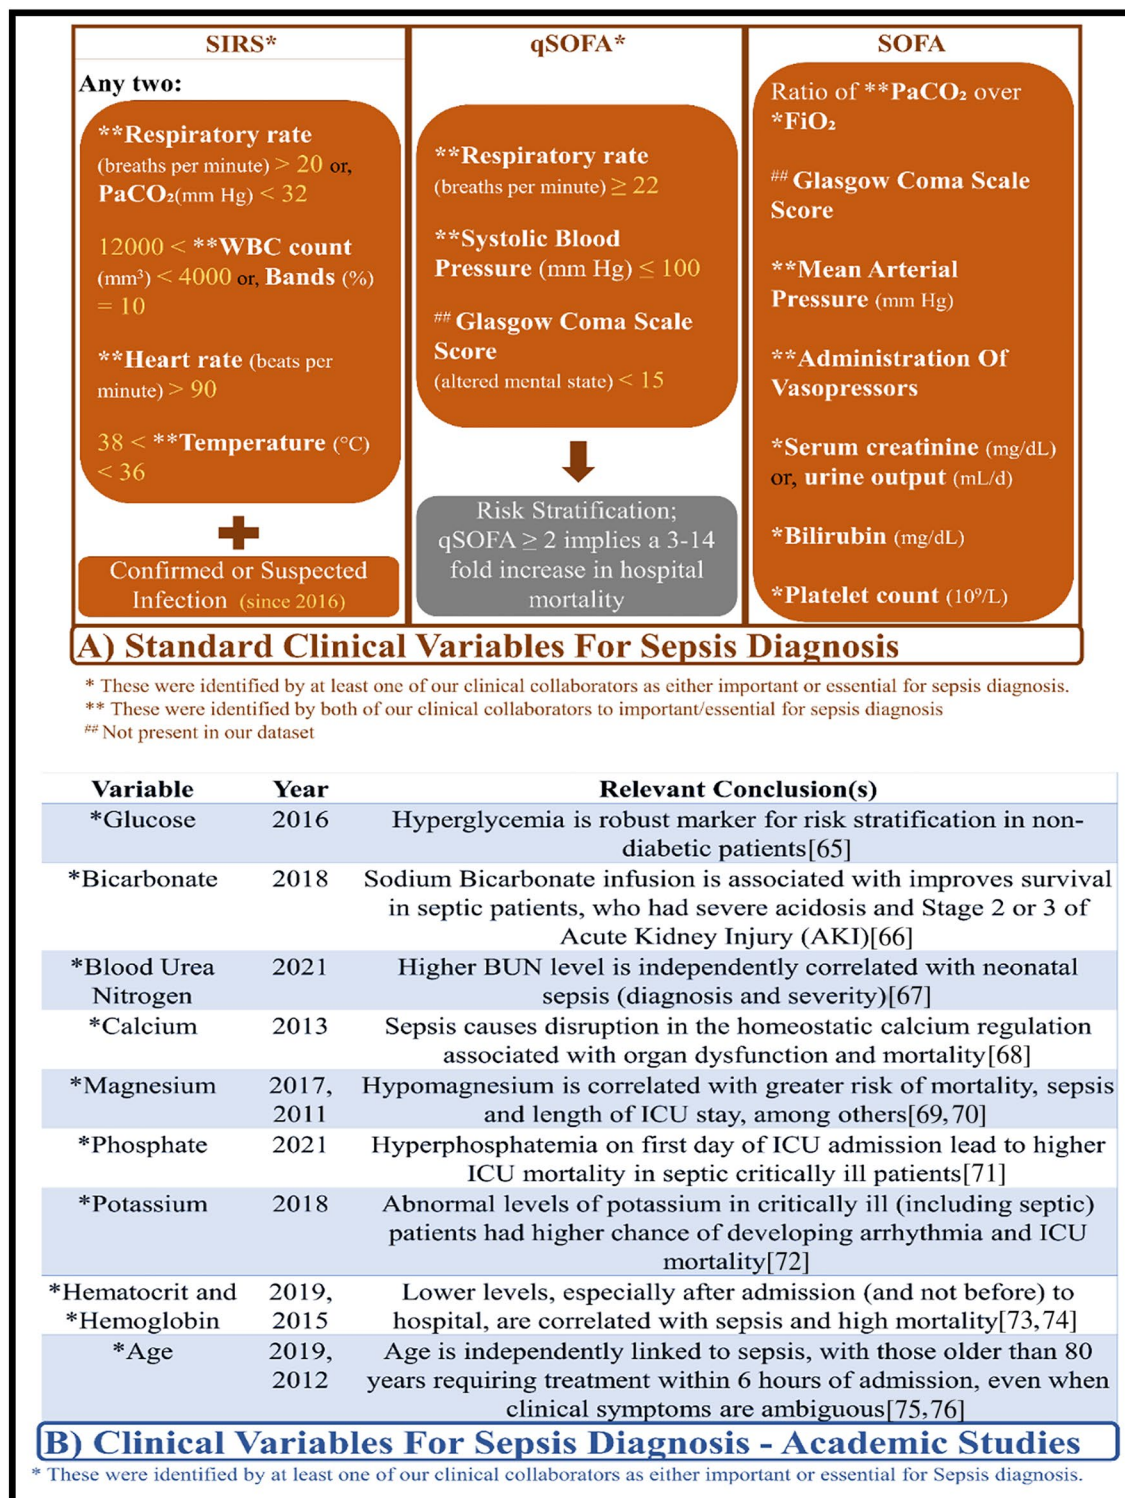 SIRS*
Any two:
**Respiratory rate
(breaths per minute) > 20 or,
PaCO₂(mm Hg) < 32
12000 < **WBC count
(mm³) < 4000 or, Bands (%)
= 10
**Heart rate (beats per
minute) > 90
38 < **Temperature (°C)
< 36
Confirmed or Suspected
Infection (since 2016)
qSOFA*
**Respiratory rate
(breaths per minute) ≥ 22
**Systolic Blood
Pressure (mm Hg) ≤ 100
## Glasgow Coma Scale
Score
(altered mental state) < 15
Risk Stratification;
qSOFA ≥ 2 implies a 3-14
fold increase in hospital
mortality
SOFA
Ratio of **PaCO₂ over
*FiO₂
## Glasgow Coma Scale
Score
**Mean Arterial
Pressure (mm Hg)
**Administration Of
Vasopressors
*Serum creatinine (mg/dL)
or, urine output (mL/d)
*Bilirubin (mg/dL)
*Platelet count (10⁹/L)
A) Standard Clinical Variables For Sepsis Diagnosis
* These were identified by at least one of our clinical collaborators as either important or essential for sepsis diagnosis.
** These were identified by both of our clinical collaborators to important/essential for sepsis diagnosis
## Not present in our dataset
Variable Year Relevant Conclusion(s)
*Glucose 2016 Hyperglycemia is robust marker for risk stratification in non-
diabetic patients[65]
*Bicarbonate 2018 Sodium Bicarbonate infusion is associated with improves survival
in septic patients, who had severe acidosis and Stage 2 or 3 of
Acute Kidney Injury (AKI)[66]
*Blood Urea 2021 Higher BUN level is independently correlated with neonatal
Nitrogen sepsis (diagnosis and severity)[67]
*Calcium 2013 Sepsis causes disruption in the homeostatic calcium regulation
associated with organ dysfunction and mortality[68]
*Magnesium 2017, Hypomagnesium is correlated with greater risk of mortality, sepsis
2011 and length of ICU stay, among others[69,70]
*Phosphate 2021 Hyperphosphatemia on first day of ICU admission lead to higher
ICU mortality in septic critically ill patients[71]
*Potassium 2018 Abnormal levels of potassium in critically ill (including septic)
patients had higher chance of developing arrhythmia and ICU
mortality[72]
*Hematocrit and 2019, Lower levels, especially after admission (and not before) to
*Hemoglobin 2015 hospital, are correlated with sepsis and high mortality[73,74]
*Age 2019, Age is independently linked to sepsis, with those older than 80
2012 years requiring treatment within 6 hours of admission, even when
clinical symptoms are ambiguous[75,76]
B) Clinical Variables For Sepsis Diagnosis - Academic Studies
* These were identified by at least one of our clinical collaborators as either important or essential for Sepsis diagnosis.